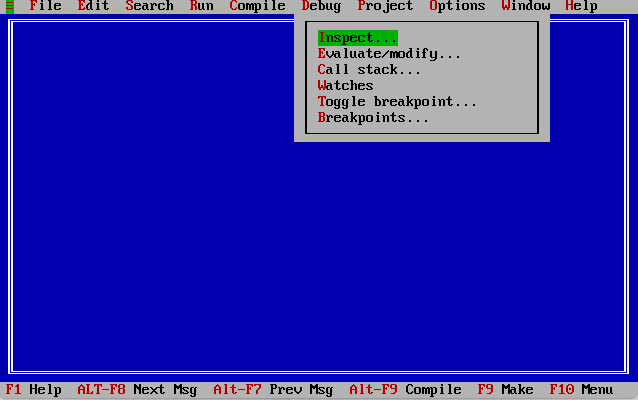 ≡ File Edit Search Run Compile Debug Project Options Window Help
Inspect...
Evaluate/modify...
Call stack...
Watches
Toggle breakpoint...
Breakpoints...
F1 Help ALT-F8 Next Msg Alt-F7 Prev Msg Alt-F9 Compile F9 Make F10 Menu